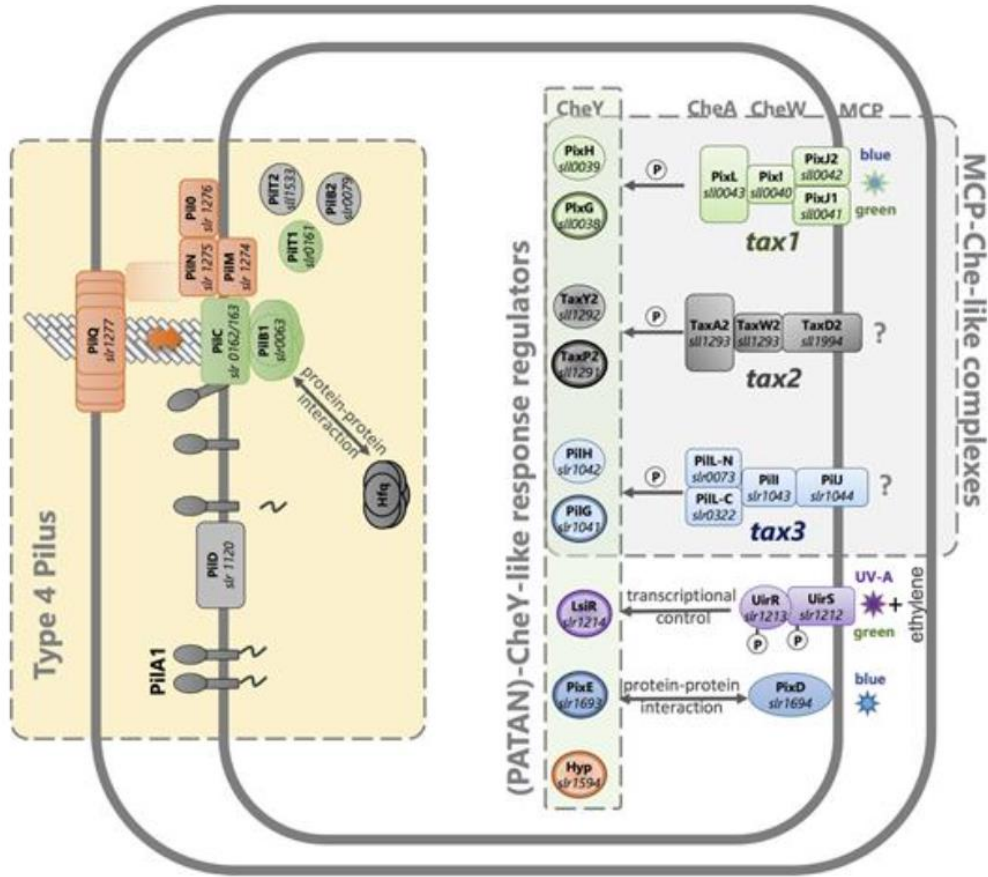 Type 4 Pilus
PilQ
slr1277
PilO
slr 1276
PilN
slr 1275
PilM
slr 1274
PilT2
sll1533
PilB2
slr0079
PilT1
slr0161
PilC
slr 0162/163
PilB1
slr0063
protein-protein
interaction
Hfq
PilD
slr 1120
PilA1
(PATAN)-CheY-like response regulators
CheY
CheA
CheW
MCP
MCP-Che-like complexes
PixH
sll0039
PixG
sll0038
P
PixL
sll0043
PixI
sll0040
PixJ2
sll0042
PixJ1
sll0041
blue
green
tax1
TaxY2
sll1292
TaxP2
sll1291
P
TaxA2
sll1293
TaxW2
sll1293
TaxD2
sll1994
?
tax2
PilH
slr1042
PilG
slr1041
P
PilL-N
slr0073
PilL-C
slr0322
PilI
slr1043
PilJ
slr1044
?
tax3
LsiR
slr1214
transcriptional
control
UirR
slr1213
UirS
slr1212
P
P
UV-A
+
green
ethylene
PixE
slr1693
protein-protein
interaction
PixD
slr1694
blue
Hyp
slr1594